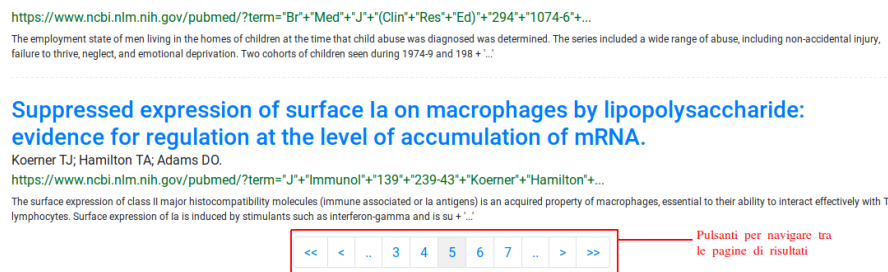 https://www.ncbi.nlm.nih.gov/pubmed/?term="Br"+"Med"+"J"+"(Clin"+"Res"+"Ed)"+"294"+"1074-6"+...
The employment state of men living in the homes of children at the time that child abuse was diagnosed was determined. The series included a wide range of abuse, including non-accidental injury,
failure to thrive, neglect, and emotional deprivation. Two cohorts of children seen during 1974-9 and 198 + '...'
Suppressed expression of surface Ia on macrophages by lipopolysaccharide:
evidence for regulation at the level of accumulation of mRNA.
Koerner TJ; Hamilton TA; Adams DO.
https://www.ncbi.nlm.nih.gov/pubmed/?term="J"+"Immunol"+"139"+"239-43"+"Koerner"+"Hamilton"+...
The surface expression of class II major histocompatibility molecules (immune associated or Ia antigens) is an acquired property of macrophages, essential to their ability to interact effectively with T
lymphocytes. Surface expression of Ia is induced by stimulants such as interferon-gamma and is su + '...'
<< < .. 3 4 5 6 7 .. > >>
Pulsanti per navigare tra
le pagine di risultati